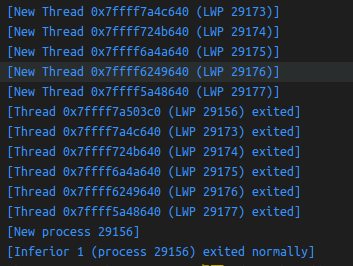 [New Thread 0x7ffff7a4c640 (LWP 29173)]
[New Thread 0x7ffff724b640 (LWP 29174)]
[New Thread 0x7ffff6a4a640 (LWP 29175)]
[New Thread 0x7ffff6249640 (LWP 29176)]
[New Thread 0x7ffff5a48640 (LWP 29177)]
[Thread 0x7ffff7a503c0 (LWP 29156) exited]
[Thread 0x7ffff7a4c640 (LWP 29173) exited]
[Thread 0x7ffff724b640 (LWP 29174) exited]
[Thread 0x7ffff6a4a640 (LWP 29175) exited]
[Thread 0x7ffff6249640 (LWP 29176) exited]
[Thread 0x7ffff5a48640 (LWP 29177) exited]
[New process 29156]
[Inferior 1 (process 29156) exited normally]